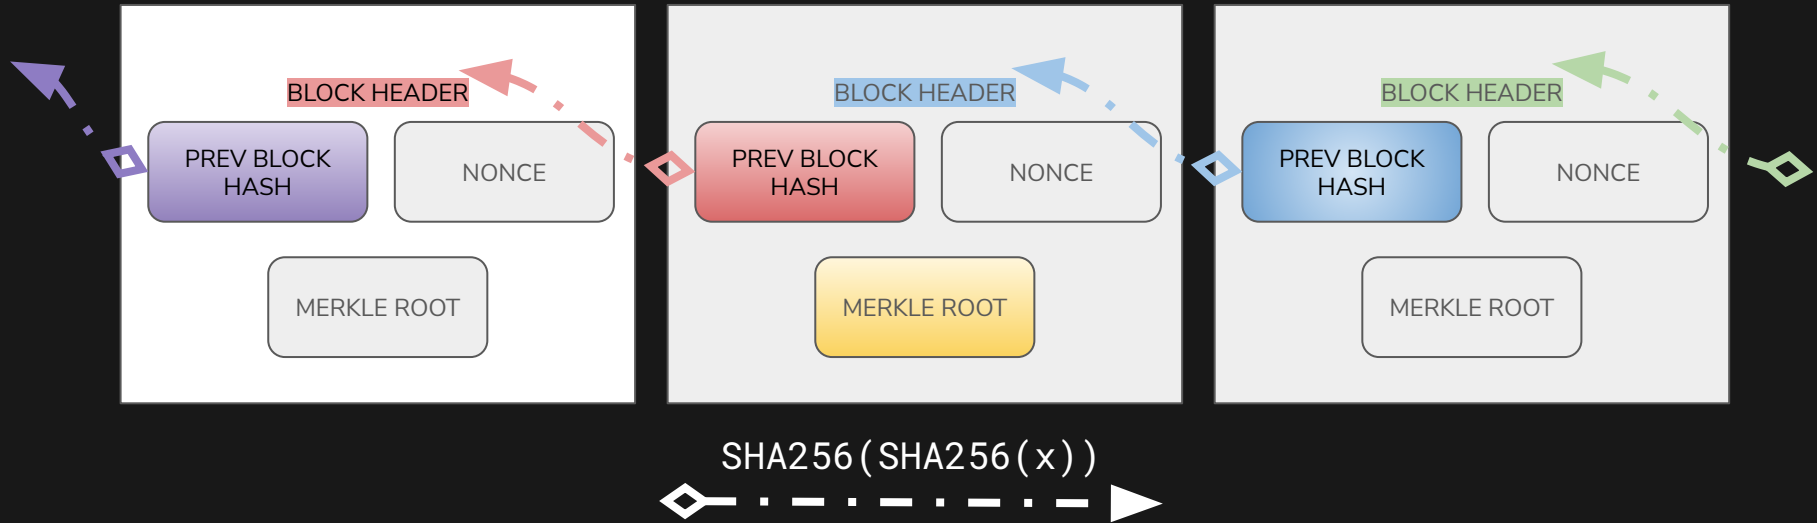 BLOCK HEADER
PREV BLOCK
HASH
NONCE
MERKLE ROOT
BLOCK HEADER
PREV BLOCK
HASH
NONCE
MERKLE ROOT
BLOCK HEADER
PREV BLOCK
HASH
NONCE
MERKLE ROOT
SHA256(SHA256(x))